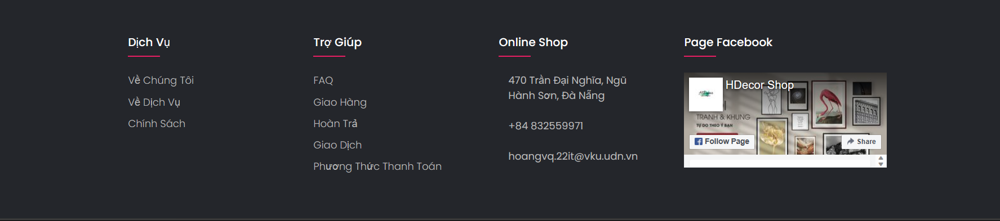 Dịch Vụ
Về Chúng Tôi
Về Dịch Vụ
Chính Sách
Trợ Giúp
FAQ
Giao Hàng
Hoàn Trả
Giao Dịch
Phương Thức Thanh Toán
Online Shop
470 Trần Đại Nghĩa, Ngũ
Hành Sơn, Đà Nẵng
+84 832559971
hoangvq.22it@vku.udn.vn
Page Facebook
HDecor Shop
TRANH & KHUNG
TỰ DO THEO Ý BẠN
Follow Page
Share